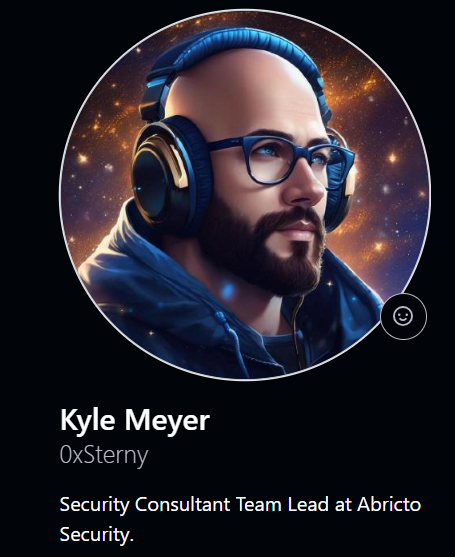 Kyle Meyer
0xSterny
Security Consultant Team Lead at Abricto
Security.